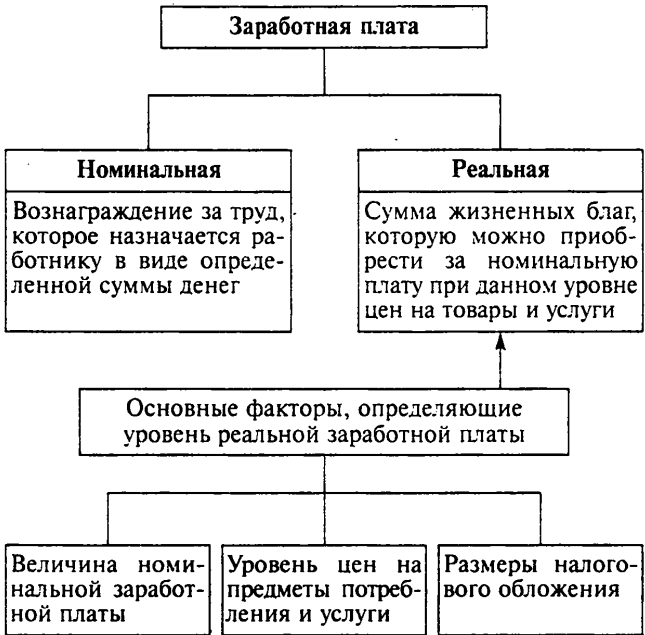 Заработная плата
Номинальная
Вознаграждение за труд,
которое назначается ра-
ботнику в виде опреде-
ленной суммы денег
Реальная
Сумма жизненных благ,
которую можно приоб-
рести за номинальную
плату при данном уровне
цен на товары и услуги
Основные факторы, определяющие
уровень реальной заработной платы
Величина номи-
нальной заработ-
ной платы
Уровень цен на
предметы потреб-
ления и услуги
Размеры налого-
вого обложения